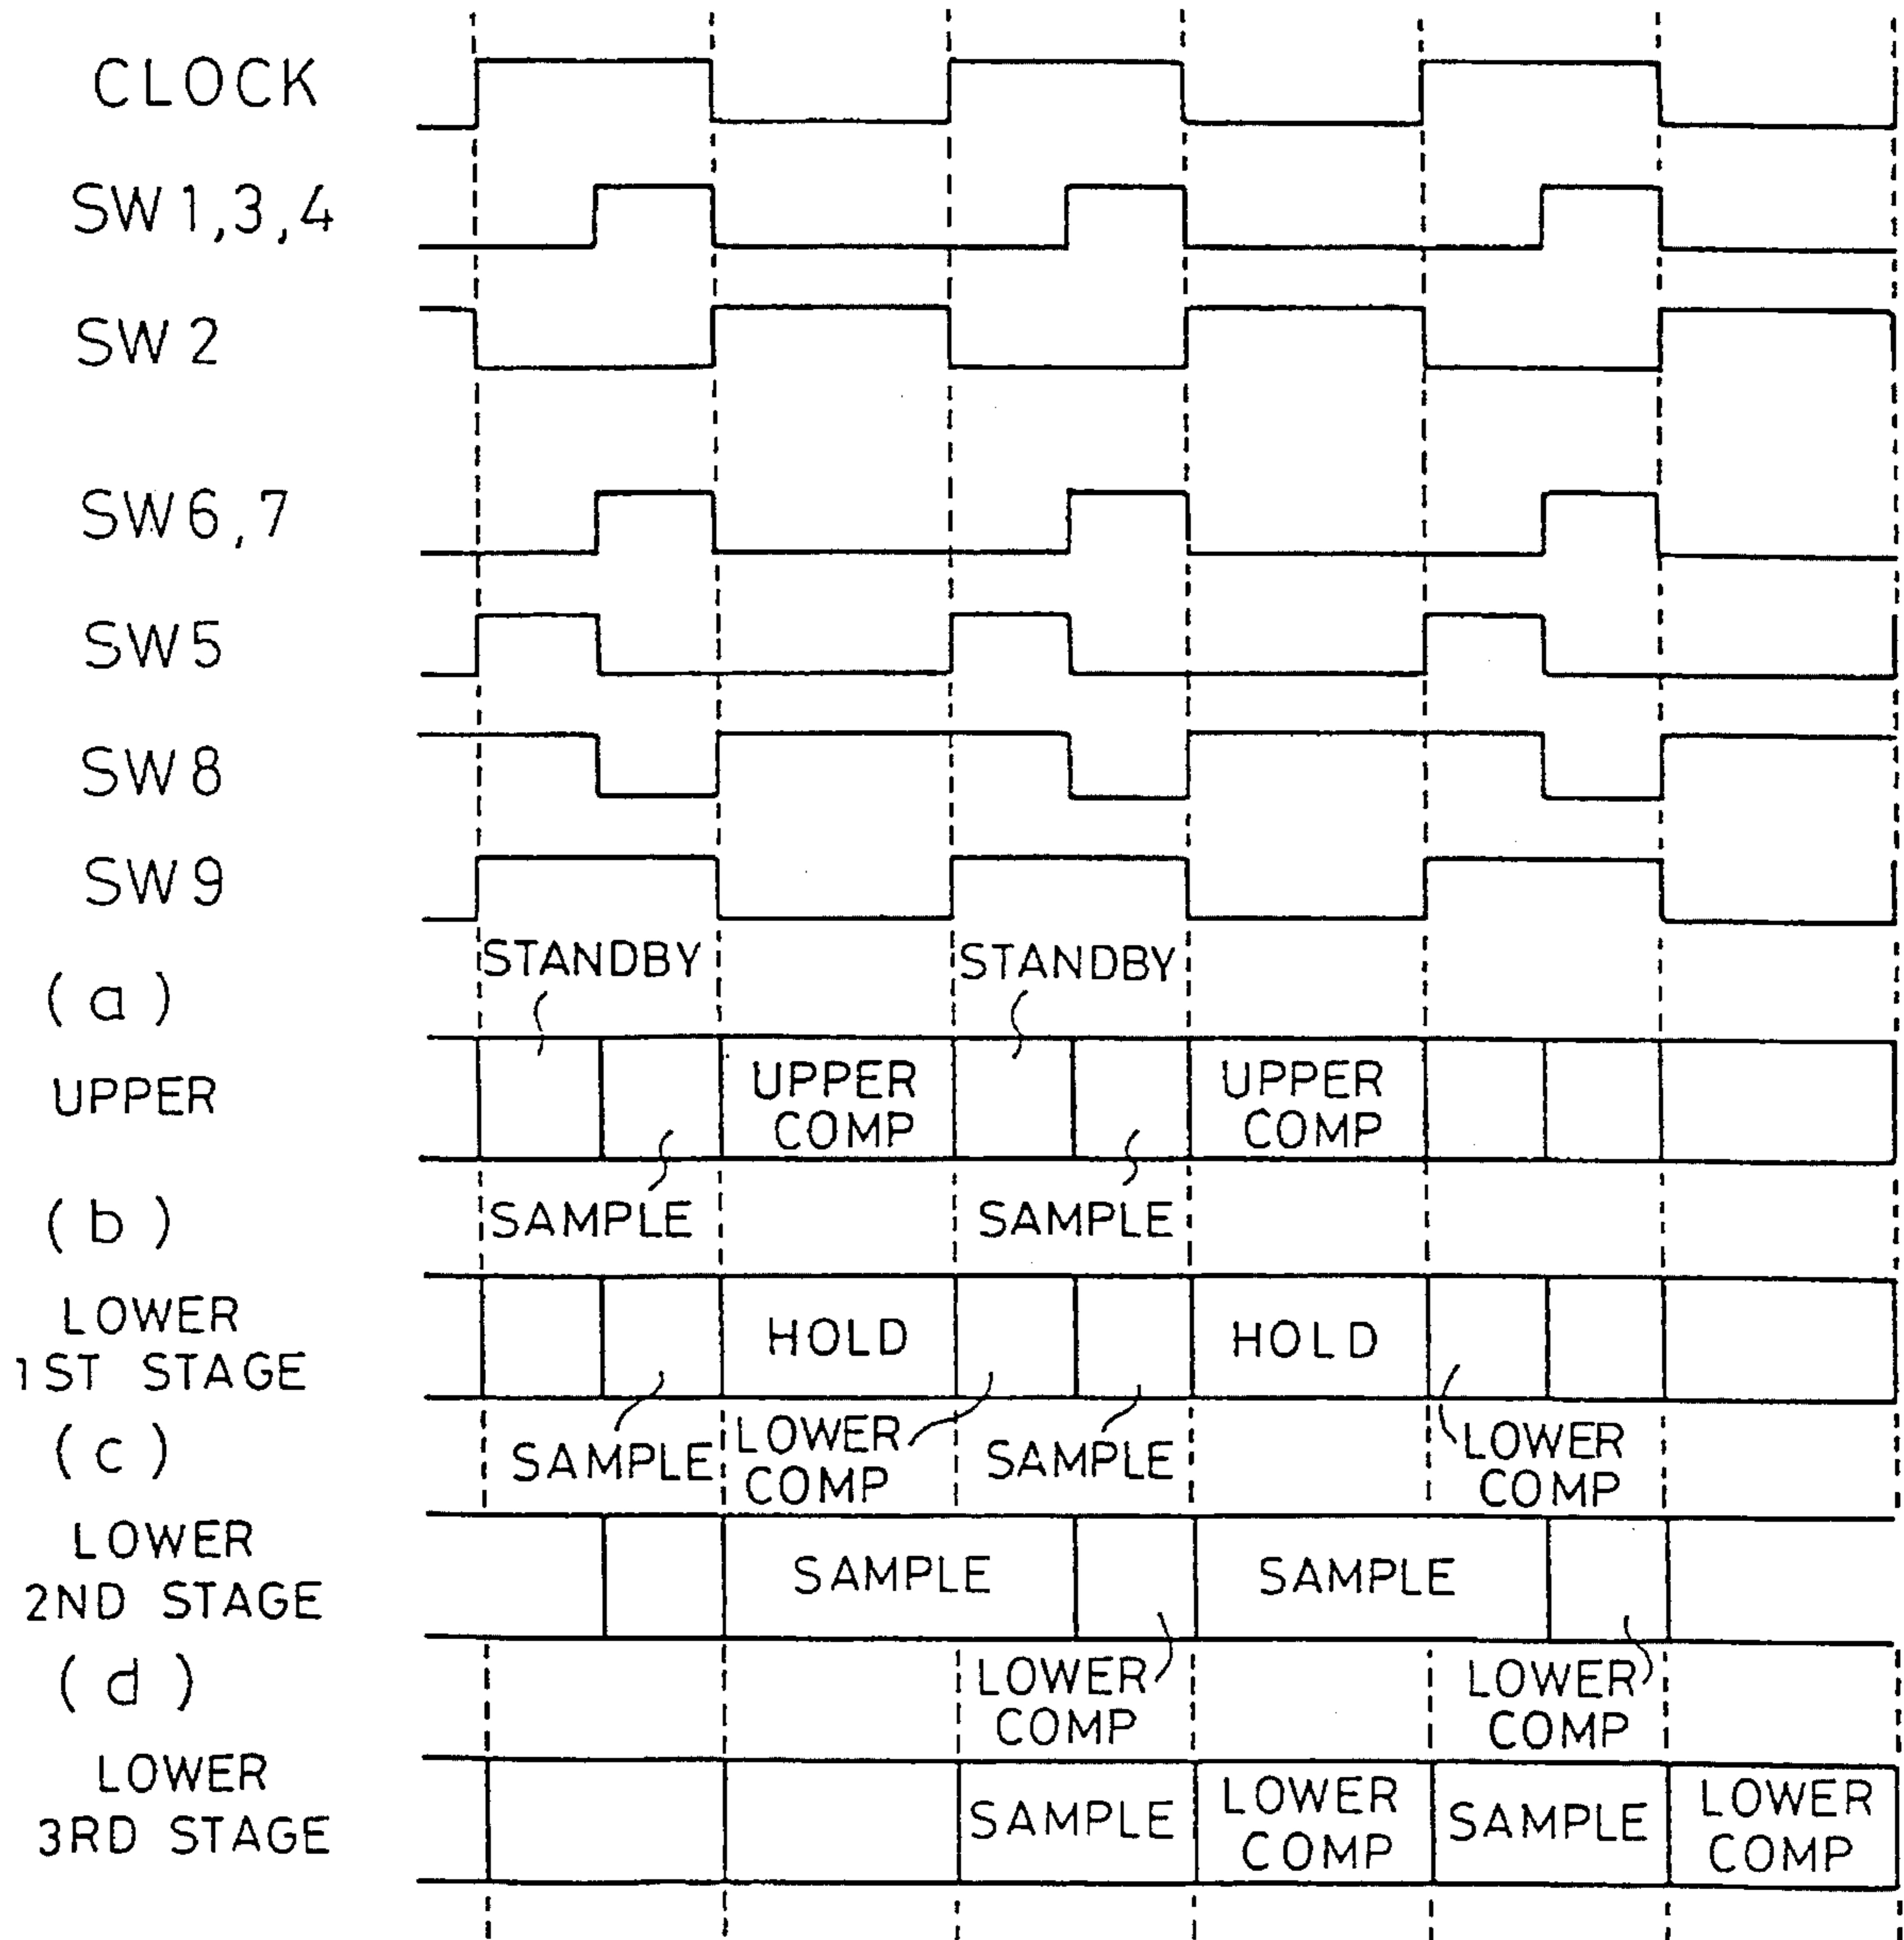 CLOCK
SW1,3,4
SW2
SW6,7
SW5
SW8
SW9
STANDBY STANDBY
(a)
UPPER
UPPER
COMP
UPPER
COMP
SAMPLE SAMPLE
(b)
LOWER
1ST STAGE
HOLD HOLD
SAMPLE
LOWER
COMP
SAMPLE
LOWER
COMP
(c)
LOWER
2ND STAGE
SAMPLE SAMPLE
LOWER
COMP
LOWER
COMP
(d)
LOWER
3RD STAGE
SAMPLE
LOWER
COMP
SAMPLE
LOWER
COMP